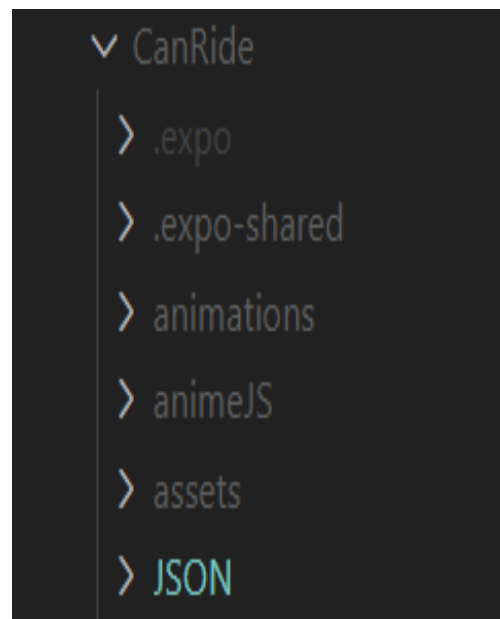 CanRide
.expo
.expo-shared
animations
animeJS
assets
JSON